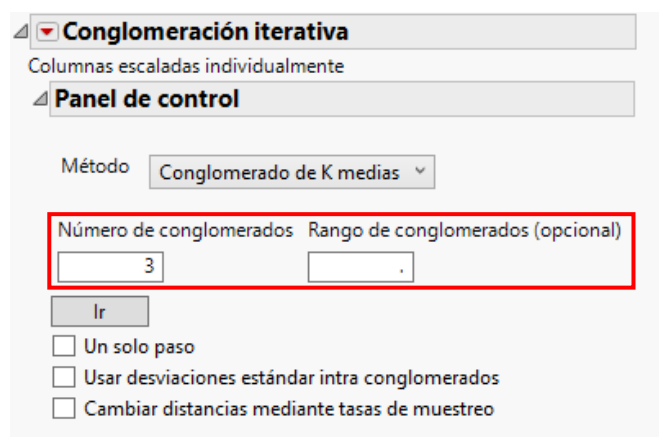 Conglomeración iterativa
Columnas escaladas individualmente
Panel de control
Método Conglomerado de K medias
Número de conglomerados Rango de conglomerados (opcional)
3 .
Ir
Un solo paso
Usar desviaciones estándar intra conglomerados
Cambiar distancias mediante tasas de muestreo